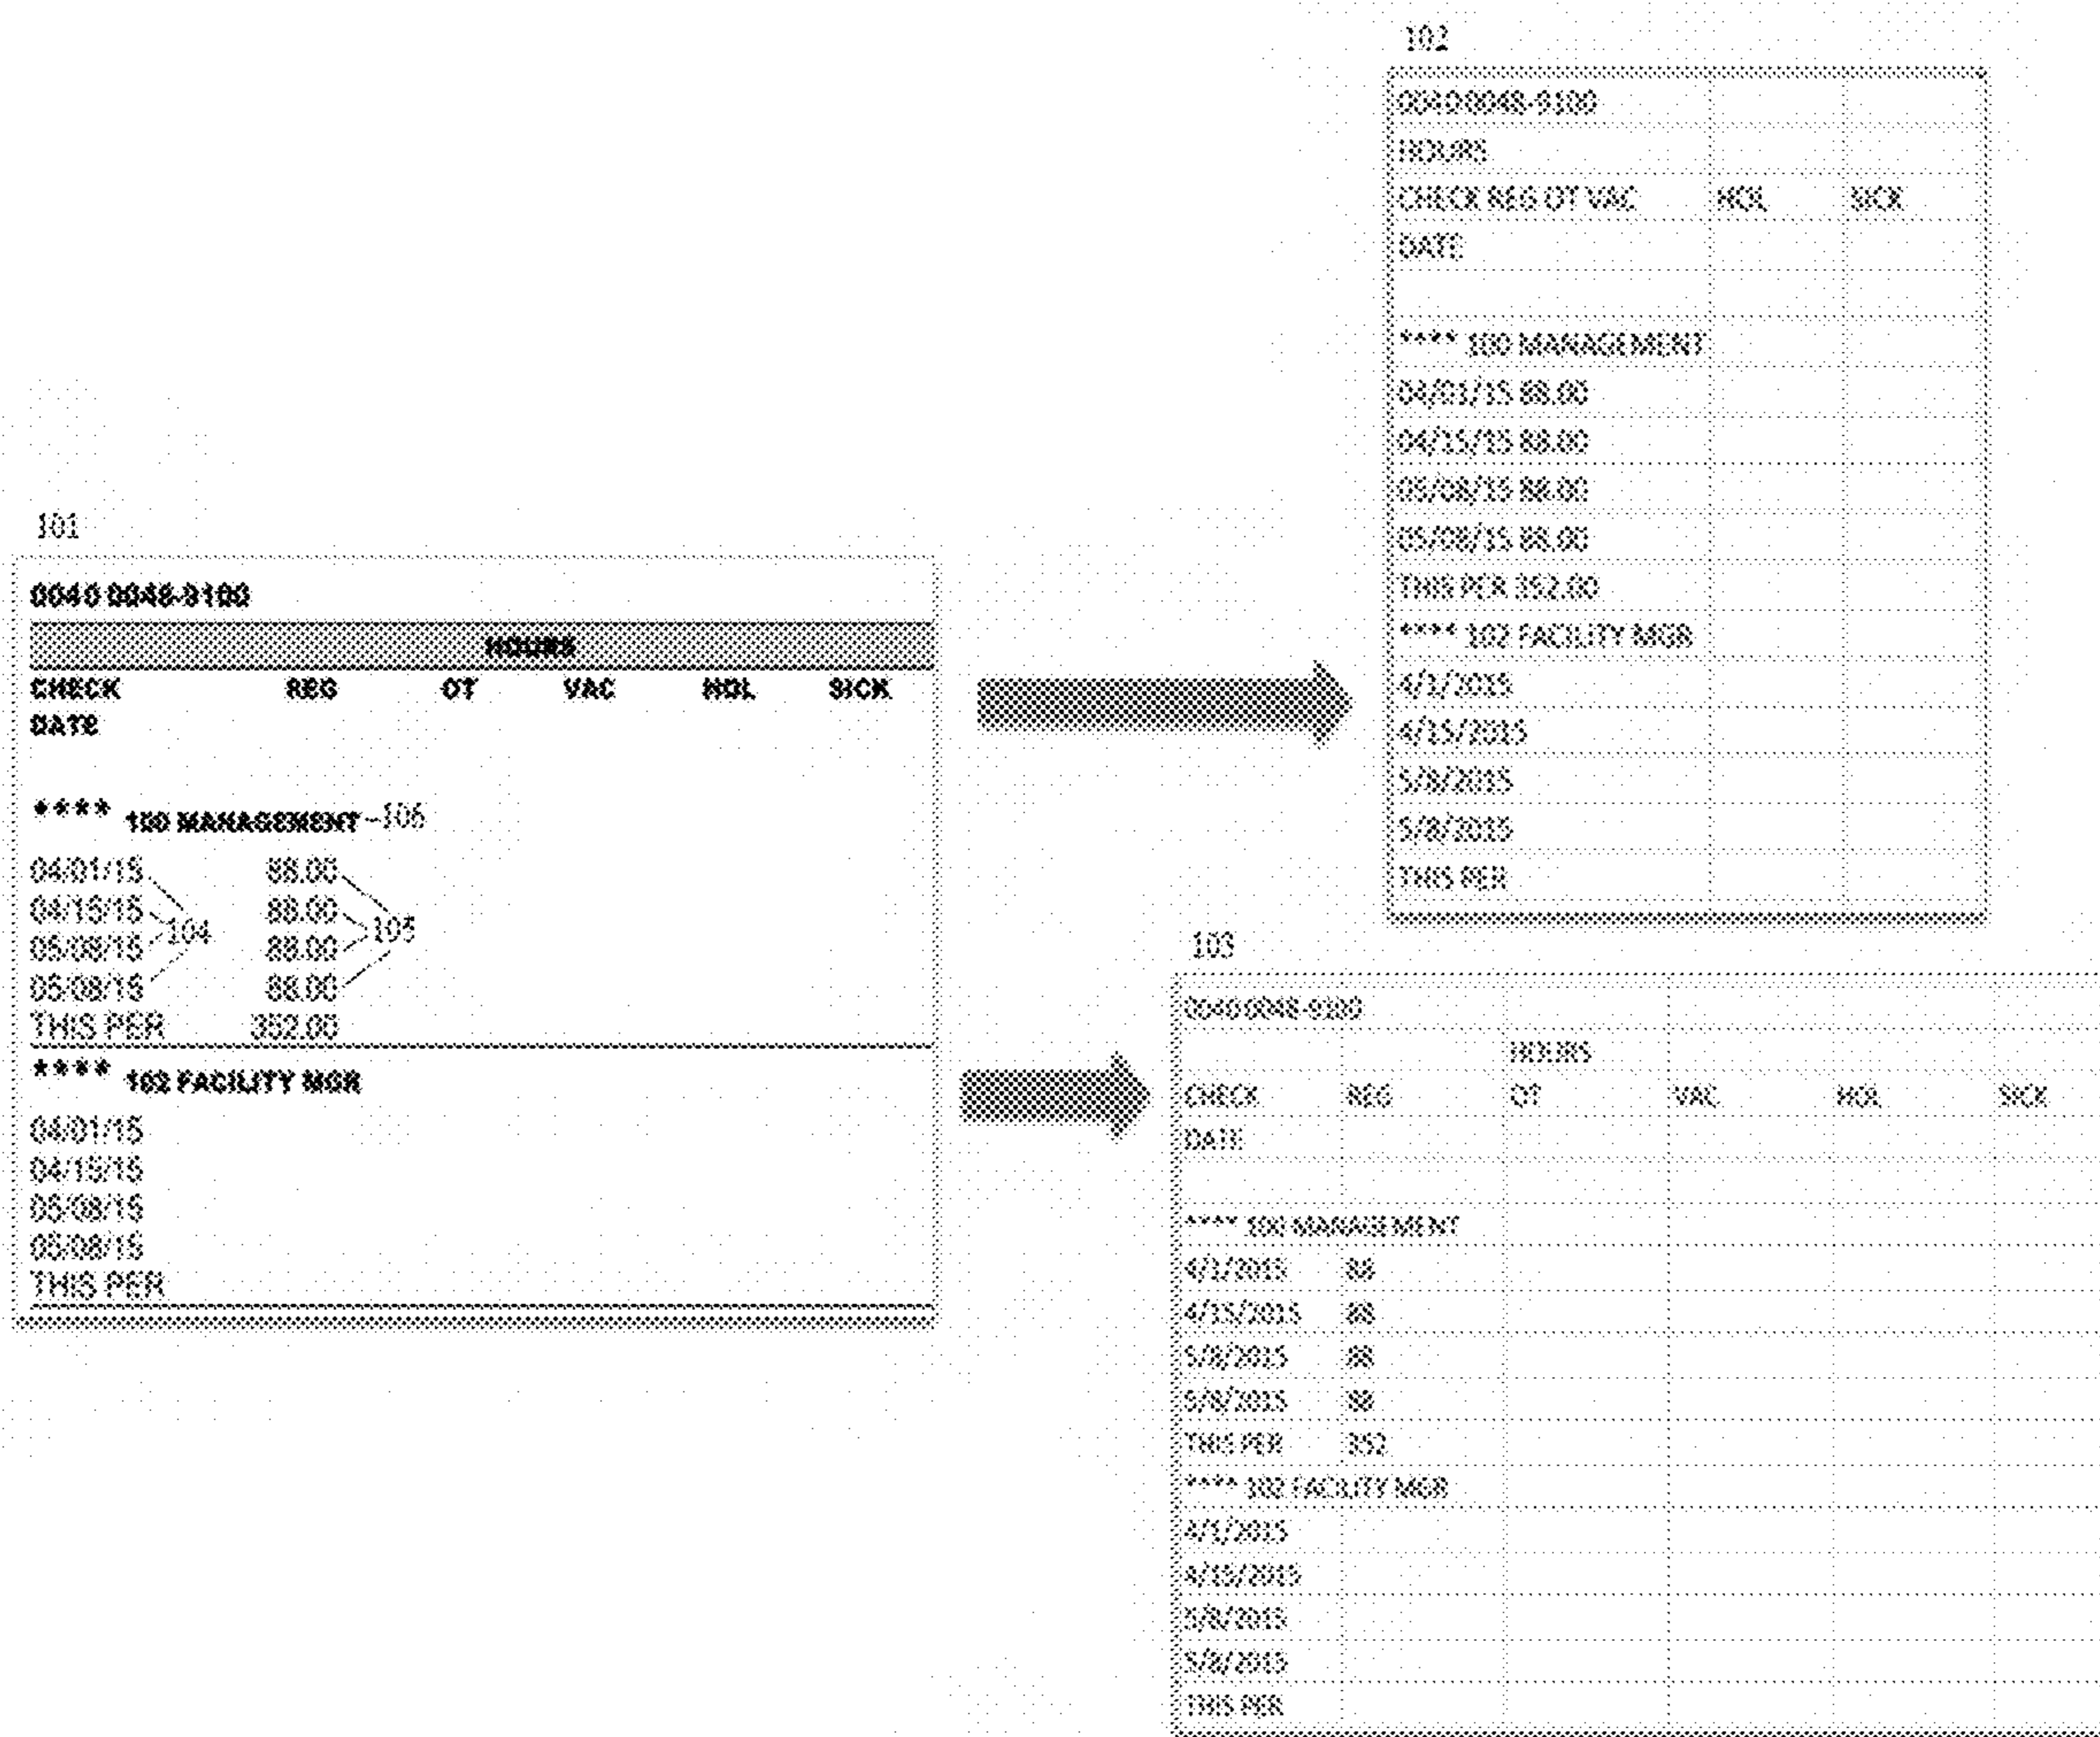 101
0040 0048-9100
HOURS
CHECK REG OT VAC HOL SICK
DATE
**** 100 MANAGEMENT 106
04/01/15 88.00
04/15/15 88.00
104 105
05/08/15 88.00
05/08/15 88.00
THIS PER 352.00
**** 102 FACILITY MGR
04/01/15
04/15/15
05/08/15
05/08/15
THIS PER
102
0040 0048-9100
HOURS
CHECK REG OT VAC HOL SICK
DATE
**** 100 MANAGEMENT
04/01/15 88.00
04/15/15 88.00
05/08/15 88.00
05/08/15 88.00
THIS PER 352.00
**** 102 FACILITY MGR
4/1/2015
4/15/2015
5/8/2015
5/8/2015
THIS PER
103
0040 0048-9100
HOURS
CHECK REG OT VAC HOL SICK
DATE
**** 100 MANAGEMENT
4/1/2015 88
4/15/2015 88
5/8/2015 88
5/8/2015 88
THIS PER 352
**** 102 FACILITY MGR
4/1/2015
4/15/2015
5/8/2015
5/8/2015
THIS PER